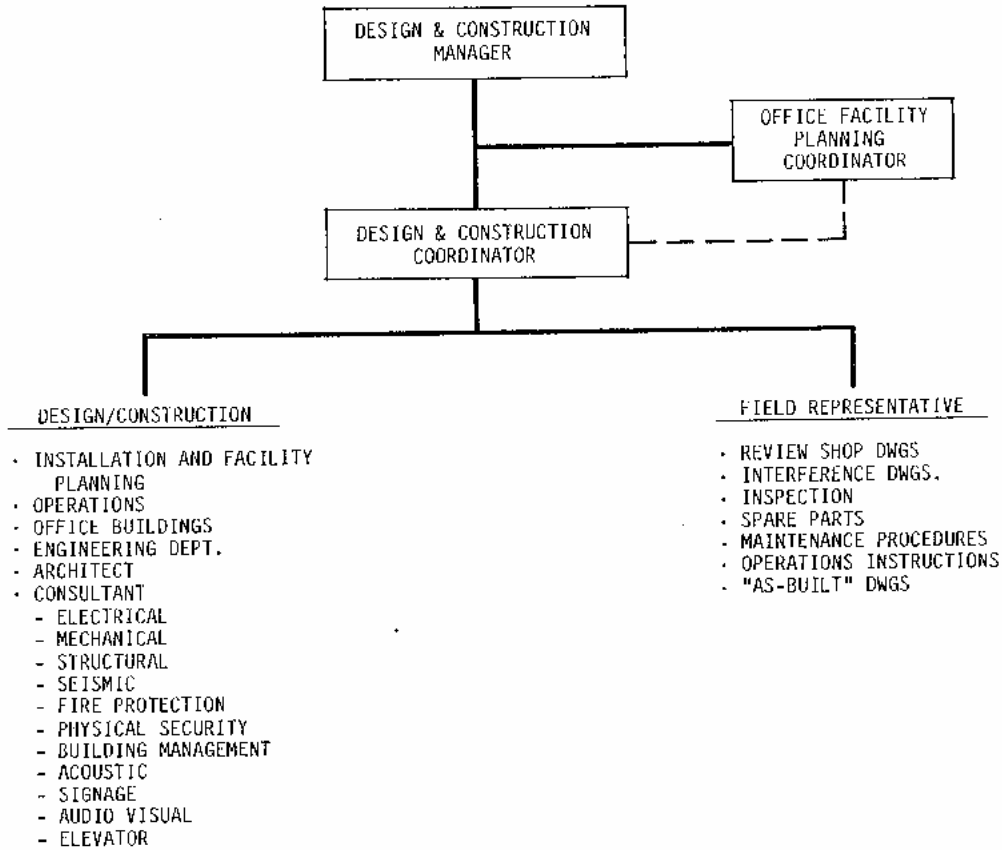 DESIGN & CONSTRUCTION
MANAGER
OFFICE FACILITY
PLANNING
COORDINATOR
DESIGN & CONSTRUCTION
COORDINATOR
DESIGN/CONSTRUCTION
· INSTALLATION AND FACILITY
PLANNING
· OPERATIONS
· OFFICE BUILDINGS
· ENGINEERING DEPT.
· ARCHITECT
· CONSULTANT
- ELECTRICAL
- MECHANICAL
- STRUCTURAL
- SEISMIC
- FIRE PROTECTION
- PHYSICAL SECURITY
- BUILDING MANAGEMENT
- ACOUSTIC
- SIGNAGE
- AUDIO VISUAL
- ELEVATOR
FIELD REPRESENTATIVE
· REVIEW SHOP DWGS
· INTERFERENCE DWGS.
· INSPECTION
· SPARE PARTS
· MAINTENANCE PROCEDURES
· OPERATIONS INSTRUCTIONS
· "AS-BUILT" DWGS